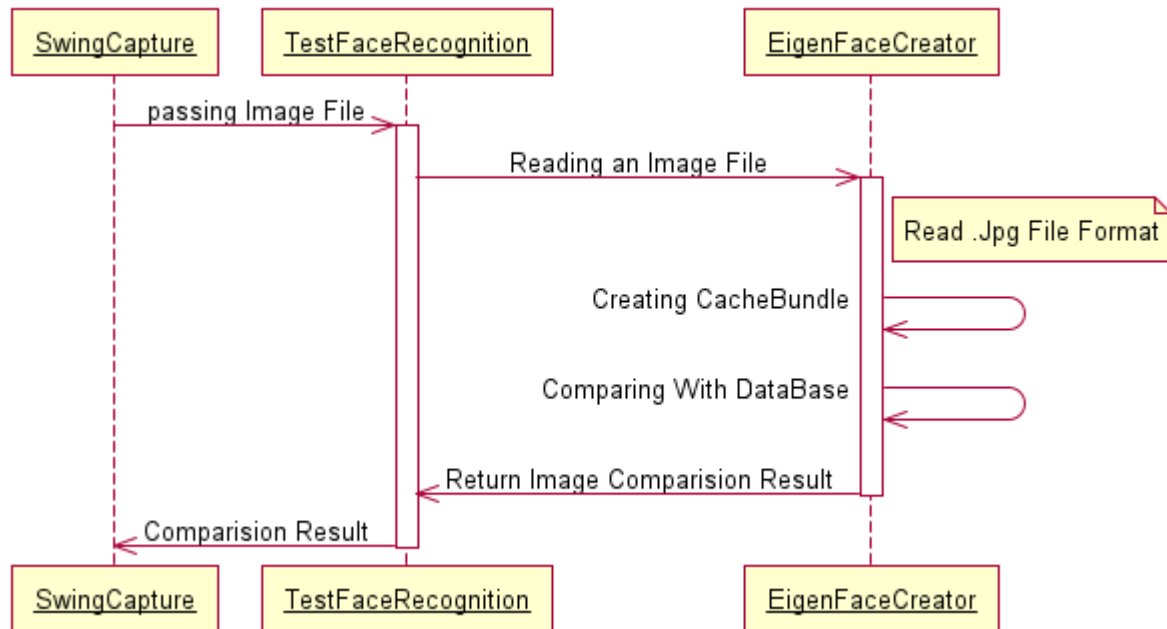 SwingCapture
TestFaceRecognition
EigenFaceCreator
passing Image File
Reading an Image File
Read .Jpg File Format
Creating CacheBundle
Comparing With DataBase
Return Image Comparision Result
Comparision Result
SwingCapture
TestFaceRecognition
EigenFaceCreator